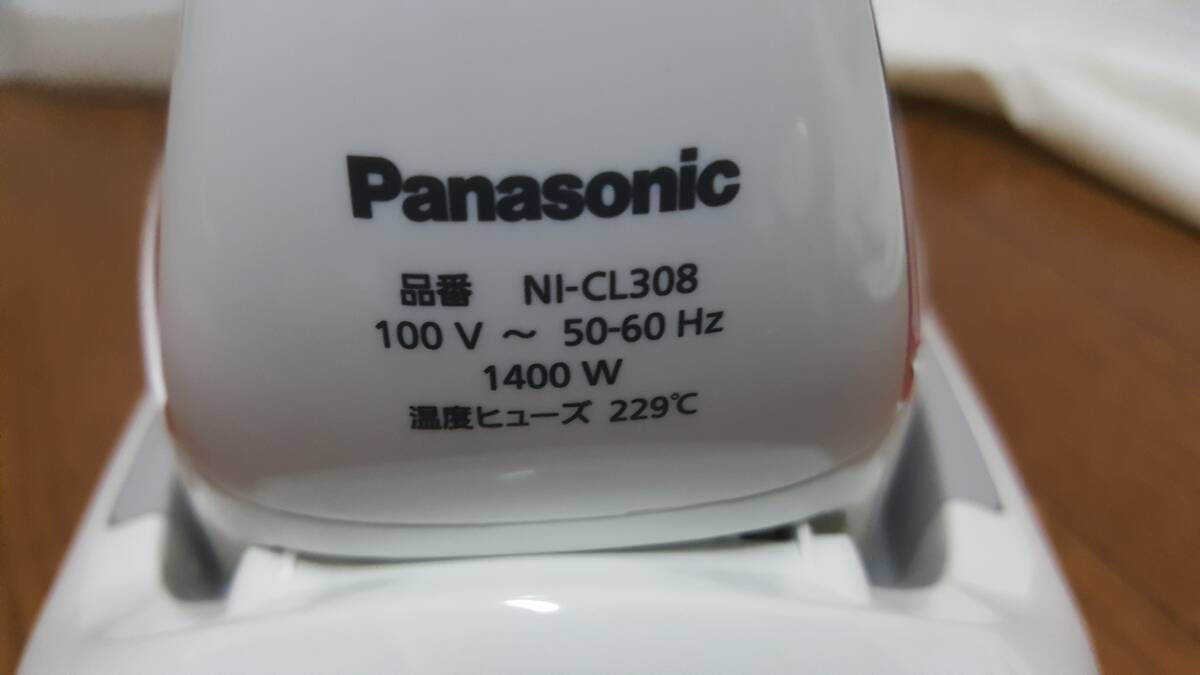 Panasonic
品番 NI-CL308
100 V ～ 50-60 Hz
1400 W
温度ヒューズ 229℃